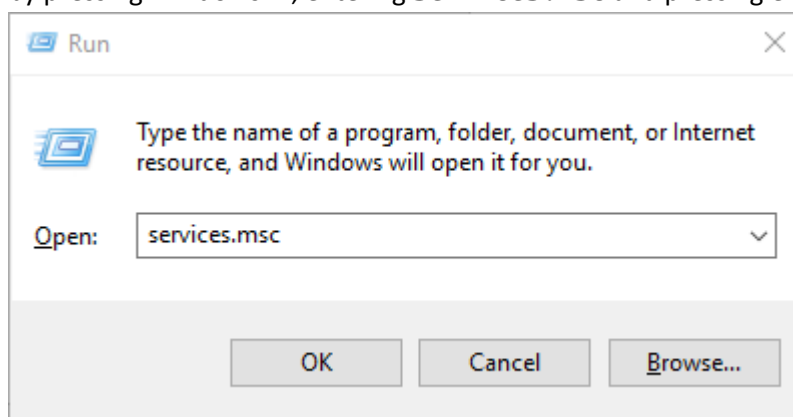 Run
Type the name of a program, folder, document, or Internet
resource, and Windows will open it for you.
Open: services.msc
OK Cancel Browse...